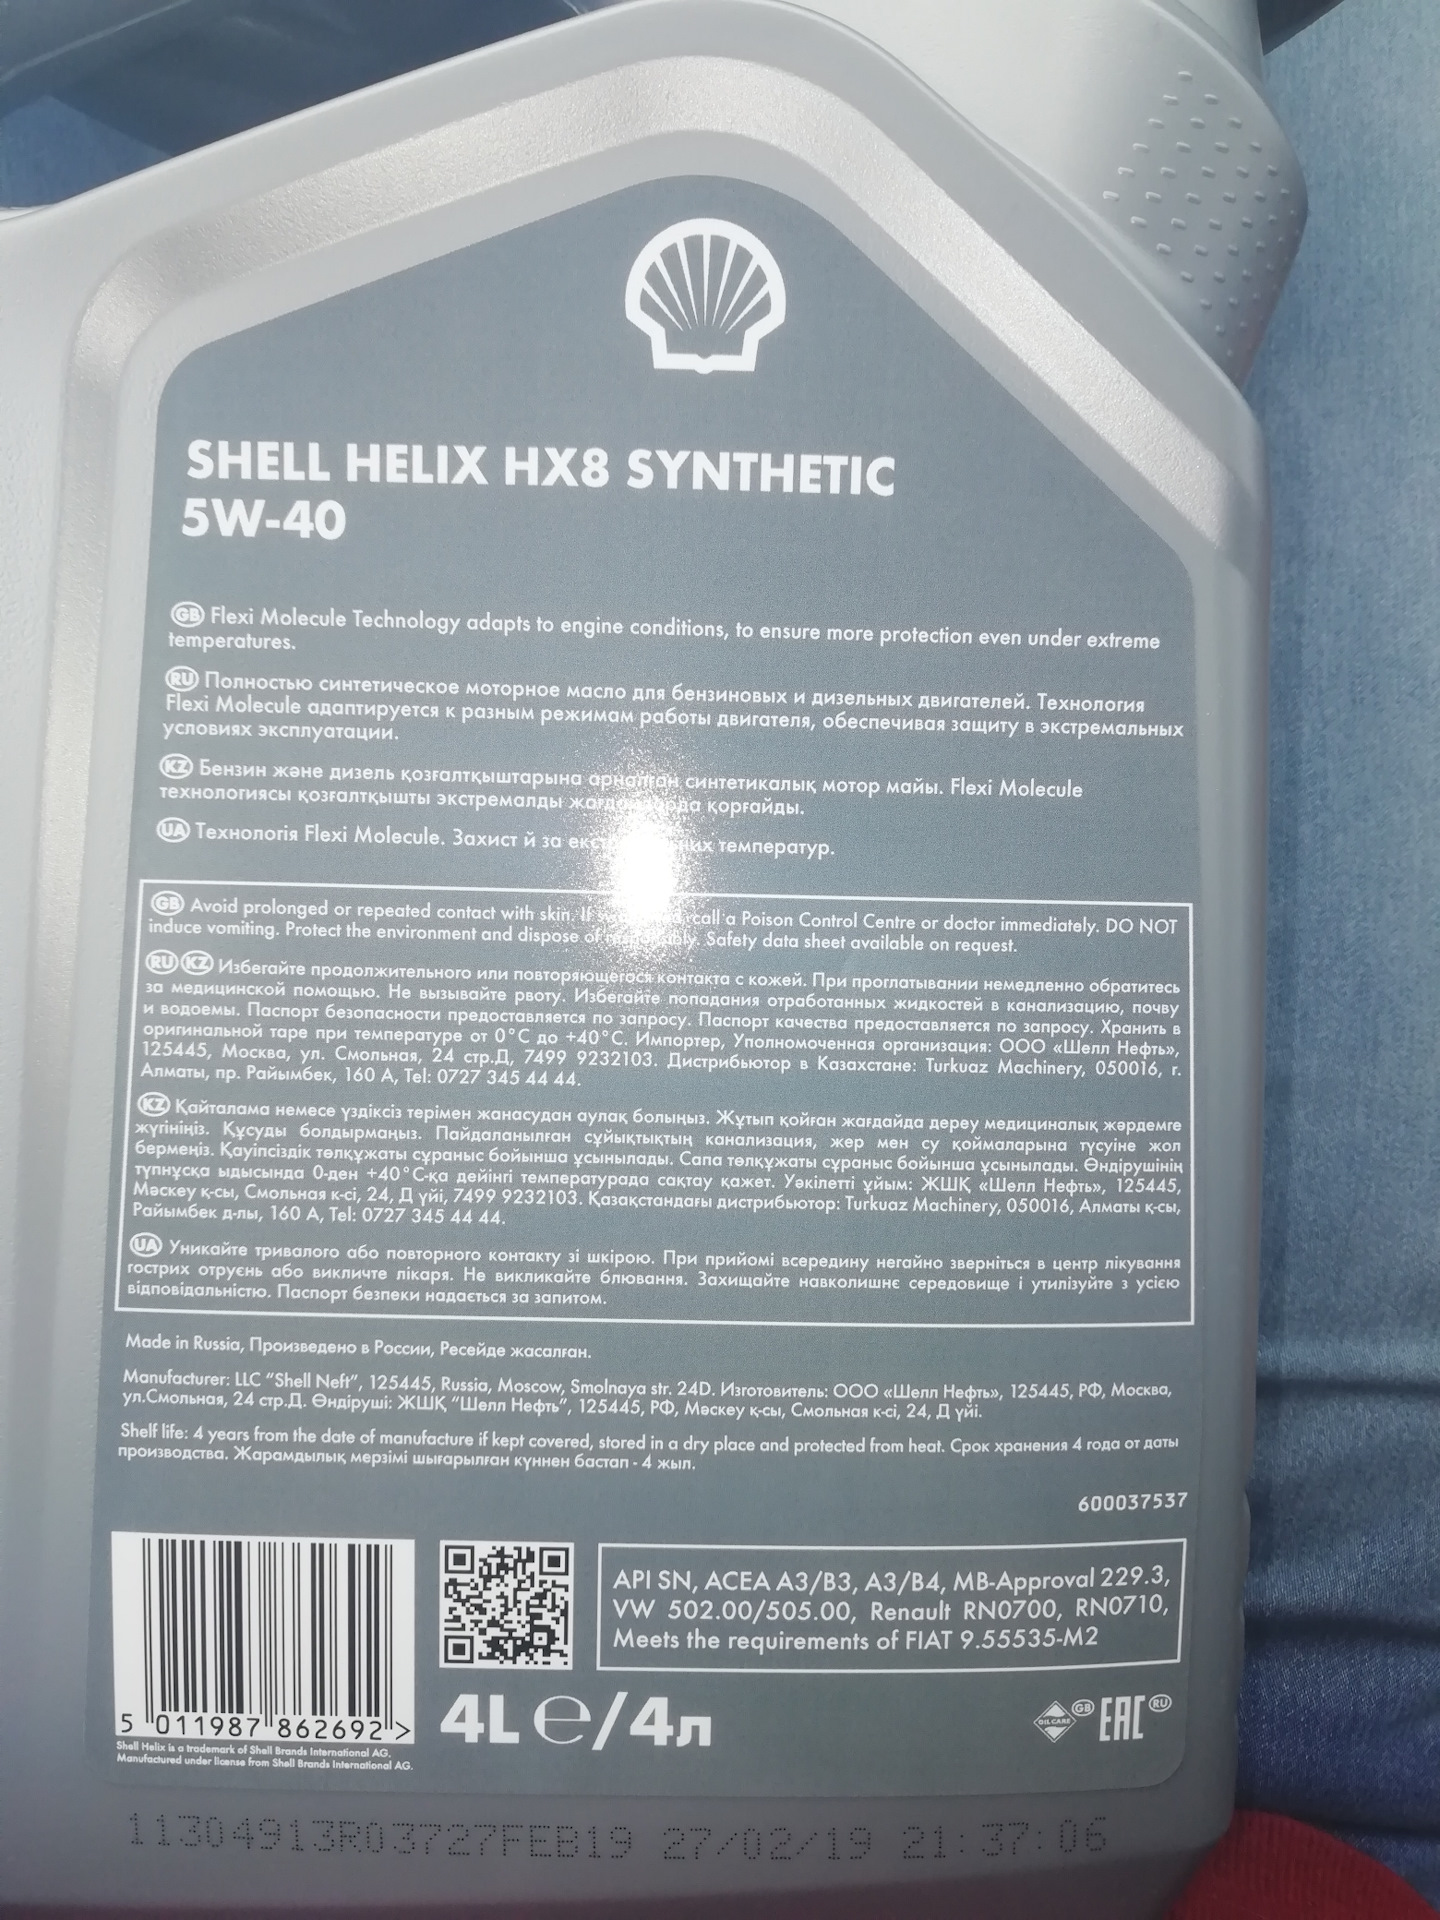 SHELL HELIX HX8 SYNTHETIC
5W-40
GB Flexi Molecule Technology adapts to engine conditions, to ensure more protection even under extreme
temperatures.
RU Полностью синтетическое моторное масло для бензиновых и дизельных двигателей. Технология
Flexi Molecule адаптируется к разным режимам работы двигателя, обеспечивая защиту в экстремальных
условиях эксплуатации.
KZ Бензин және дизель қозғалтқыштарына арналған синтетикалық мотор майы. Flexi Molecule
технологиясы қозғалтқышты экстремалды қорғайды.
UA Технологія Flexi Molecule. Захист й за температур.
GB Avoid prolonged or repeated contact with skin. If call a Poison Control Centre or doctor immediately. DO NOT
induce vomiting. Protect the environment and dispose of Safety data sheet available on request.
RU KZ Избегайте продолжительного или повторяющегося контакта с кожей. При проглатывании немедленно обратитесь
за медицинской помощью. Не вызывайте рвоту. Избегайте попадания отработанных жидкостей в канализацию, почву
и водоемы. Паспорт безопасности предоставляется по запросу. Паспорт качества предоставляется по запросу. Хранить в
оригинальной таре при температуре от 0°C до +40°C. Импортер, Уполномоченная организация: ООО «Шелл Нефть»,
125445, Москва, ул. Смольная, 24 стр.Д, 7499 9232103. Дистрибьютор в Казахстане: Turkuaz Machinery, 050016, г.
Алматы, пр. Райымбек, 160 А, Tel: 0727 345 44 44.
KZ Қайталама немесе үздіксіз терімен жанасудан аулақ болыңыз. Жұтып қойған жағдайда дереу медициналық жәрдемге
жүгініңіз. Құсуды болдырмаңыз. Пайдаланылған сұйықтықтың канализация, жер мен су қоймаларына түсуіне жол
бермеңіз. Қауіпсіздік төлқұжаты сұраныс бойынша ұсынылады. Сапа төлқұжаты сұраныс бойынша ұсынылады. Өндірушінің
түпнұсқа ыдысында 0-ден +40°C-қа дейінгі температурада сақтау қажет. Уәкілетті ұйым: ЖШҚ «Шелл Нефть», 125445,
Мәскеу қ-сы, Смольная к-сі, 24, Д үйі, 7499 9232103. Қазақстандағы дистрибьютор: Turkuaz Machinery, 050016, Алматы қ-сы,
Райымбек д-лы, 160 А, Tel: 0727 345 44 44.
UA Уникайте тривалого або повторного контакту зі шкірою. При прийомі всередину негайно зверніться в центр лікування
гострих отруєнь або викличте лікаря. Не викликайте блювання. Захищайте навколишнє середовище і утилізуйте з усією
відповідальністю. Паспорт безпеки надається за запитом.
Made in Russia, Произведено в России, Ресейде жасалған.
Manufacturer: LLC "Shell Neft", 125445, Russia, Moscow, Smolnaya str. 24D. Изготовитель: ООО «Шелл Нефть», 125445, РФ, Москва,
ул.Смольная, 24 стр.Д. Өндіруші: ЖШҚ "Шелл Нефть", 125445, РФ, Мәскеу қ-сы, Смольная к-сі, 24, Д үйі.
Shelf life: 4 years from the date of manufacture if kept covered, stored in a dry place and protected from heat. Срок хранения 4 года от даты
производства. Жарамдылық мерзімі шығарылған күннен бастап - 4 жыл.
600037537
API SN, ACEA A3/B3, A3/B4, MB-Approval 229.3,
VW 502.00/505.00, Renault RN0700, RN0710,
Meets the requirements of FIAT 9.55535-M2
5 011987 862692 >
4L ℮/4л
OIL CARE GB EAC RU
Shell Helix is a trademark of Shell Brands International AG.
Manufactured under license from Shell Brands International AG.
11304913R03727FEB19 27/02/19 21:37:06